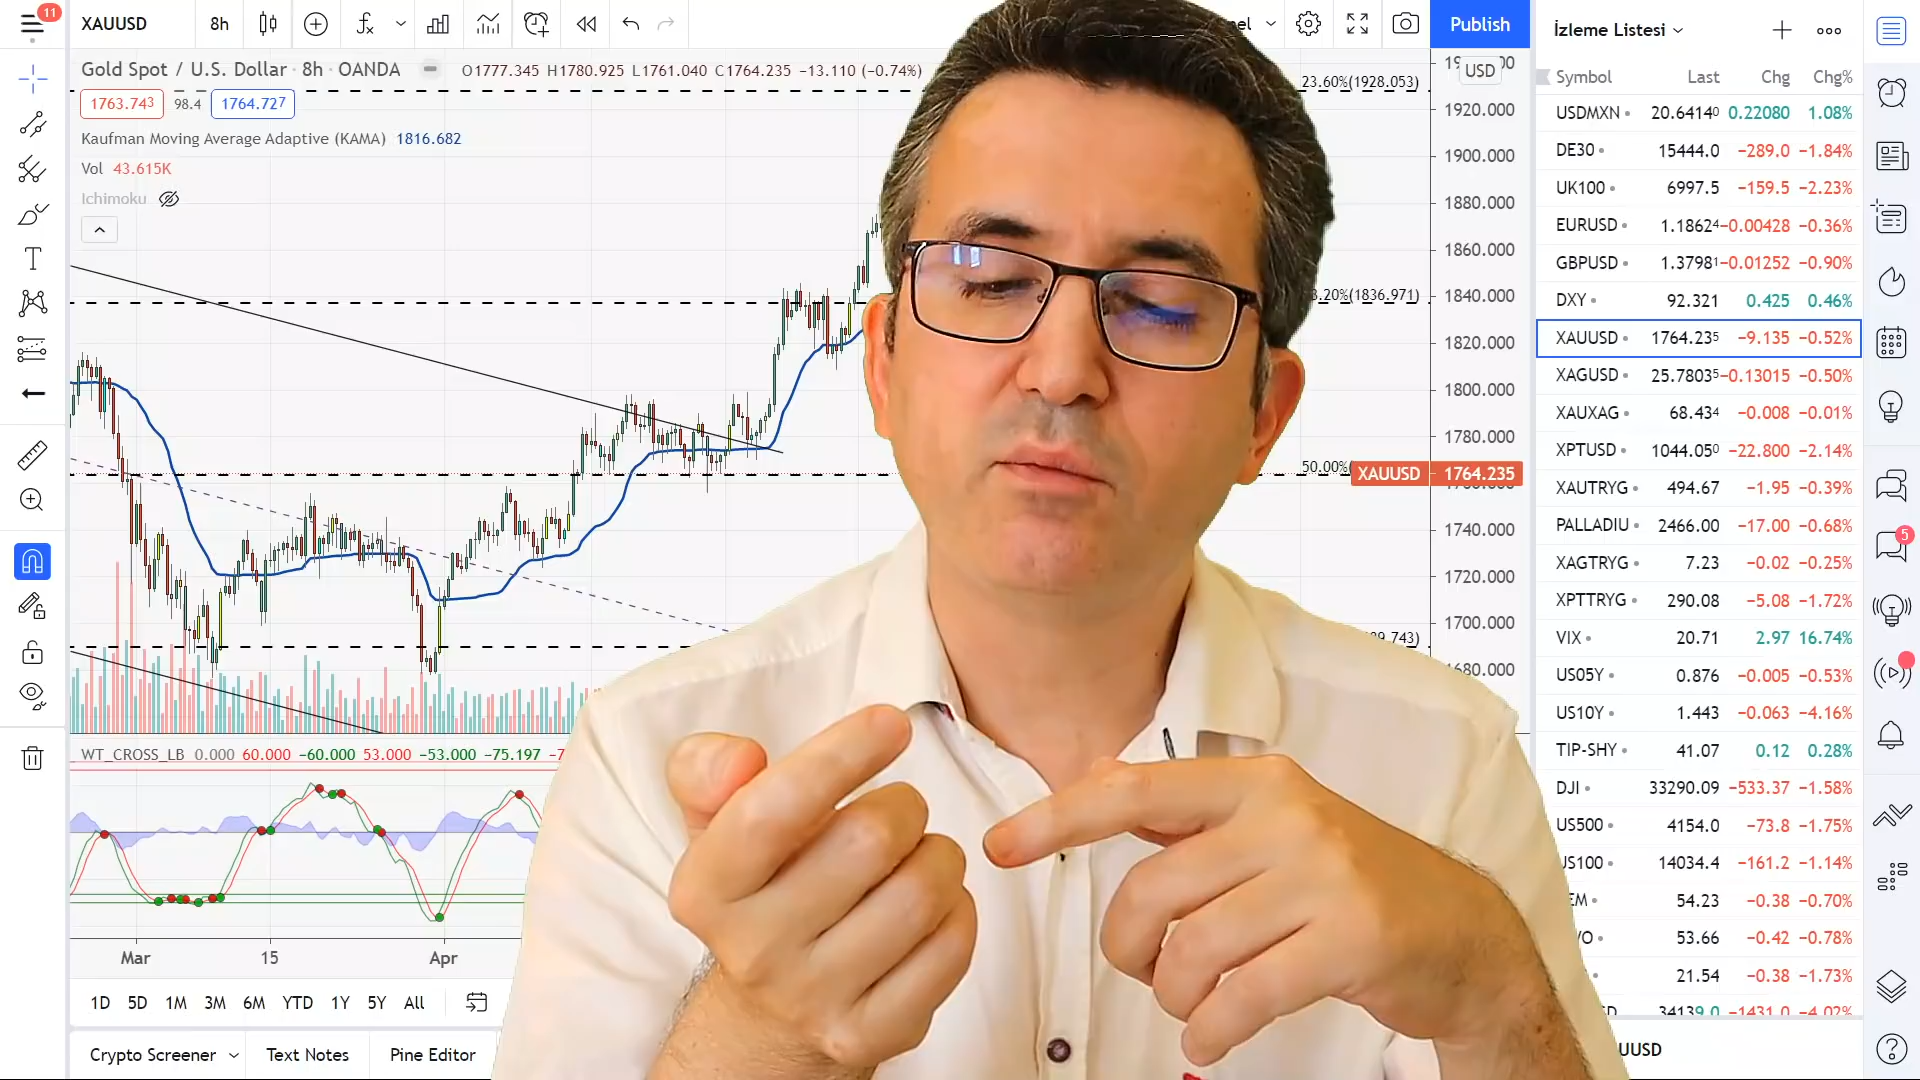 11
XAUUSD
8h
Publish
Gold Spot / U.S. Dollar · 8h · OANDA
O1777.345 H1780.925 L1761.040 C1764.235 −13.110 (−0.74%)
1763.743 98.4 1764.727
Kaufman Moving Average Adaptive (KAMA) 1816.682
Vol 43.615K
Ichimoku
USD
23.60%(1928.053)
1920.000
1900.000
1880.000
1860.000
1840.000
(1836.971)
1820.000
1800.000
1780.000
50.00%(
XAUUSD 1764.235
1740.000
1720.000
1700.000
1680.000
WT_CROSS_LB 0.000 60.000 −60.000 53.000 −53.000 −75.197
Mar 15 Apr
1D 5D 1M 3M 6M YTD 1Y 5Y All
Crypto Screener Text Notes Pine Editor
İzleme Listesi
Symbol Last Chg Chg%
USDMXN 20.64140 0.22080 1.08%
DE30 15444.0 −289.0 −1.84%
UK100 6997.5 −159.5 −2.23%
EURUSD 1.18624 −0.00428 −0.36%
GBPUSD 1.37981 −0.01252 −0.90%
DXY 92.321 0.425 0.46%
XAUUSD 1764.235 −9.135 −0.52%
XAGUSD 25.78035 −0.13015 −0.50%
XAUXAG 68.434 −0.008 −0.01%
XPTUSD 1044.050 −22.800 −2.14%
XAUTRYG 494.67 −1.95 −0.39%
PALLADIU 2466.00 −17.00 −0.68%
XAGTRYG 7.23 −0.02 −0.25%
XPTTRYG 290.08 −5.08 −1.72%
VIX 20.71 2.97 16.74%
US05Y 0.876 −0.005 −0.53%
US10Y 1.443 −0.063 −4.16%
TIP-SHY 41.07 0.12 0.28%
DJI 33290.09 −533.37 −1.58%
US500 4154.0 −73.8 −1.75%
US100 14034.4 −161.2 −1.14%
54.23 −0.38 −0.70%
53.66 −0.42 −0.78%
21.54 −0.38 −1.73%
34139.0 −1431.0 −4.02%
5